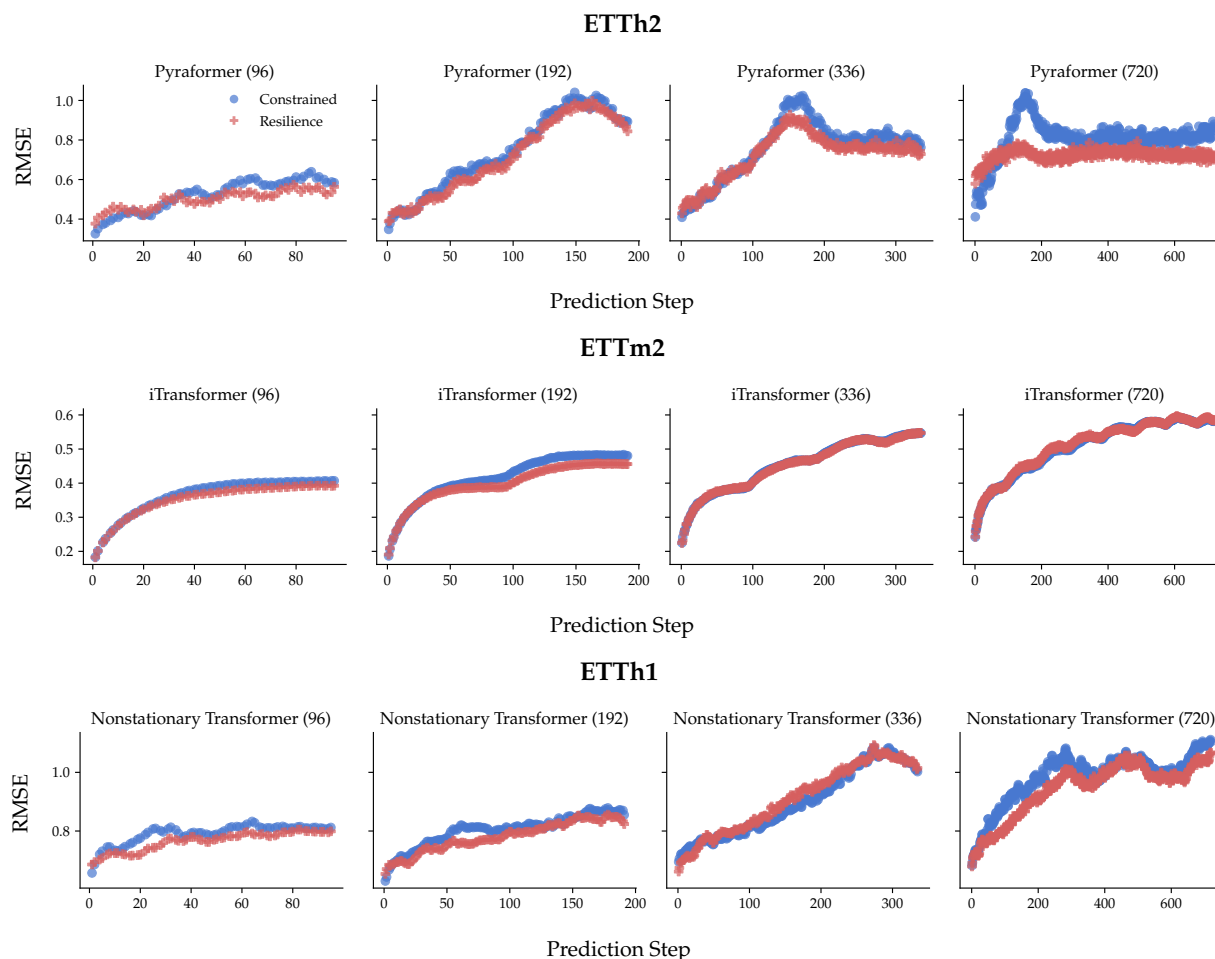 ETTh2
Pyraformer (96) Pyraformer (192) Pyraformer (336) Pyraformer (720)
Constrained
Resilience
RMSE
1.0
0.8
0.6
0.4
0 20 40 60 80 0 50 100 150 200 0 100 200 300 0 200 400 600
Prediction Step
ETTm2
iTransformer (96) iTransformer (192) iTransformer (336) iTransformer (720)
RMSE
0.6
0.5
0.4
0.3
0.2
0 20 40 60 80 0 50 100 150 200 0 100 200 300 0 200 400 600
Prediction Step
ETTh1
Nonstationary Transformer (96) Nonstationary Transformer (192) Nonstationary Transformer (336) Nonstationary Transformer (720)
RMSE
1.0
0.8
0 20 40 60 80 0 50 100 150 200 0 100 200 300 0 200 400 600
Prediction Step